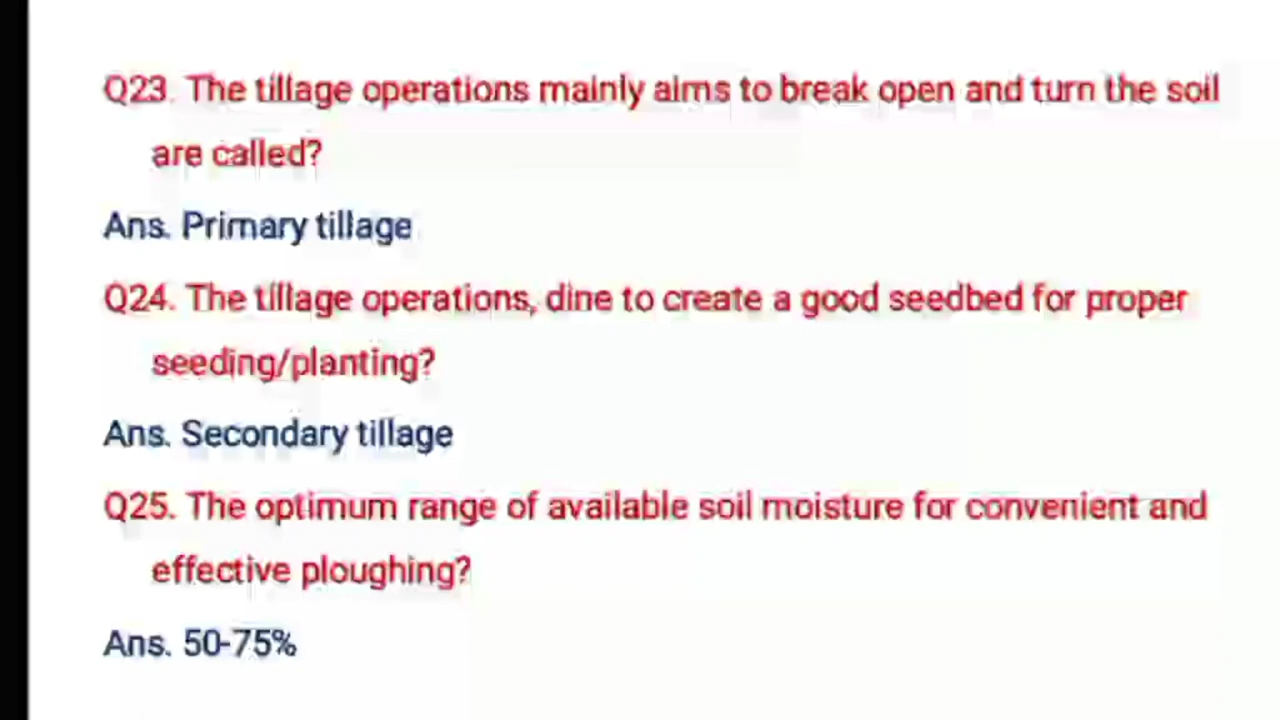 Q23. The tillage operations mainly aims to break open and turn the soil
are called?
Ans. Primary tillage
Q24. The tillage operations, dine to create a good seedbed for proper
seeding/planting?
Ans. Secondary tillage
Q25. The optimum range of available soil moisture for convenient and
effective ploughing?
Ans. 50-75%